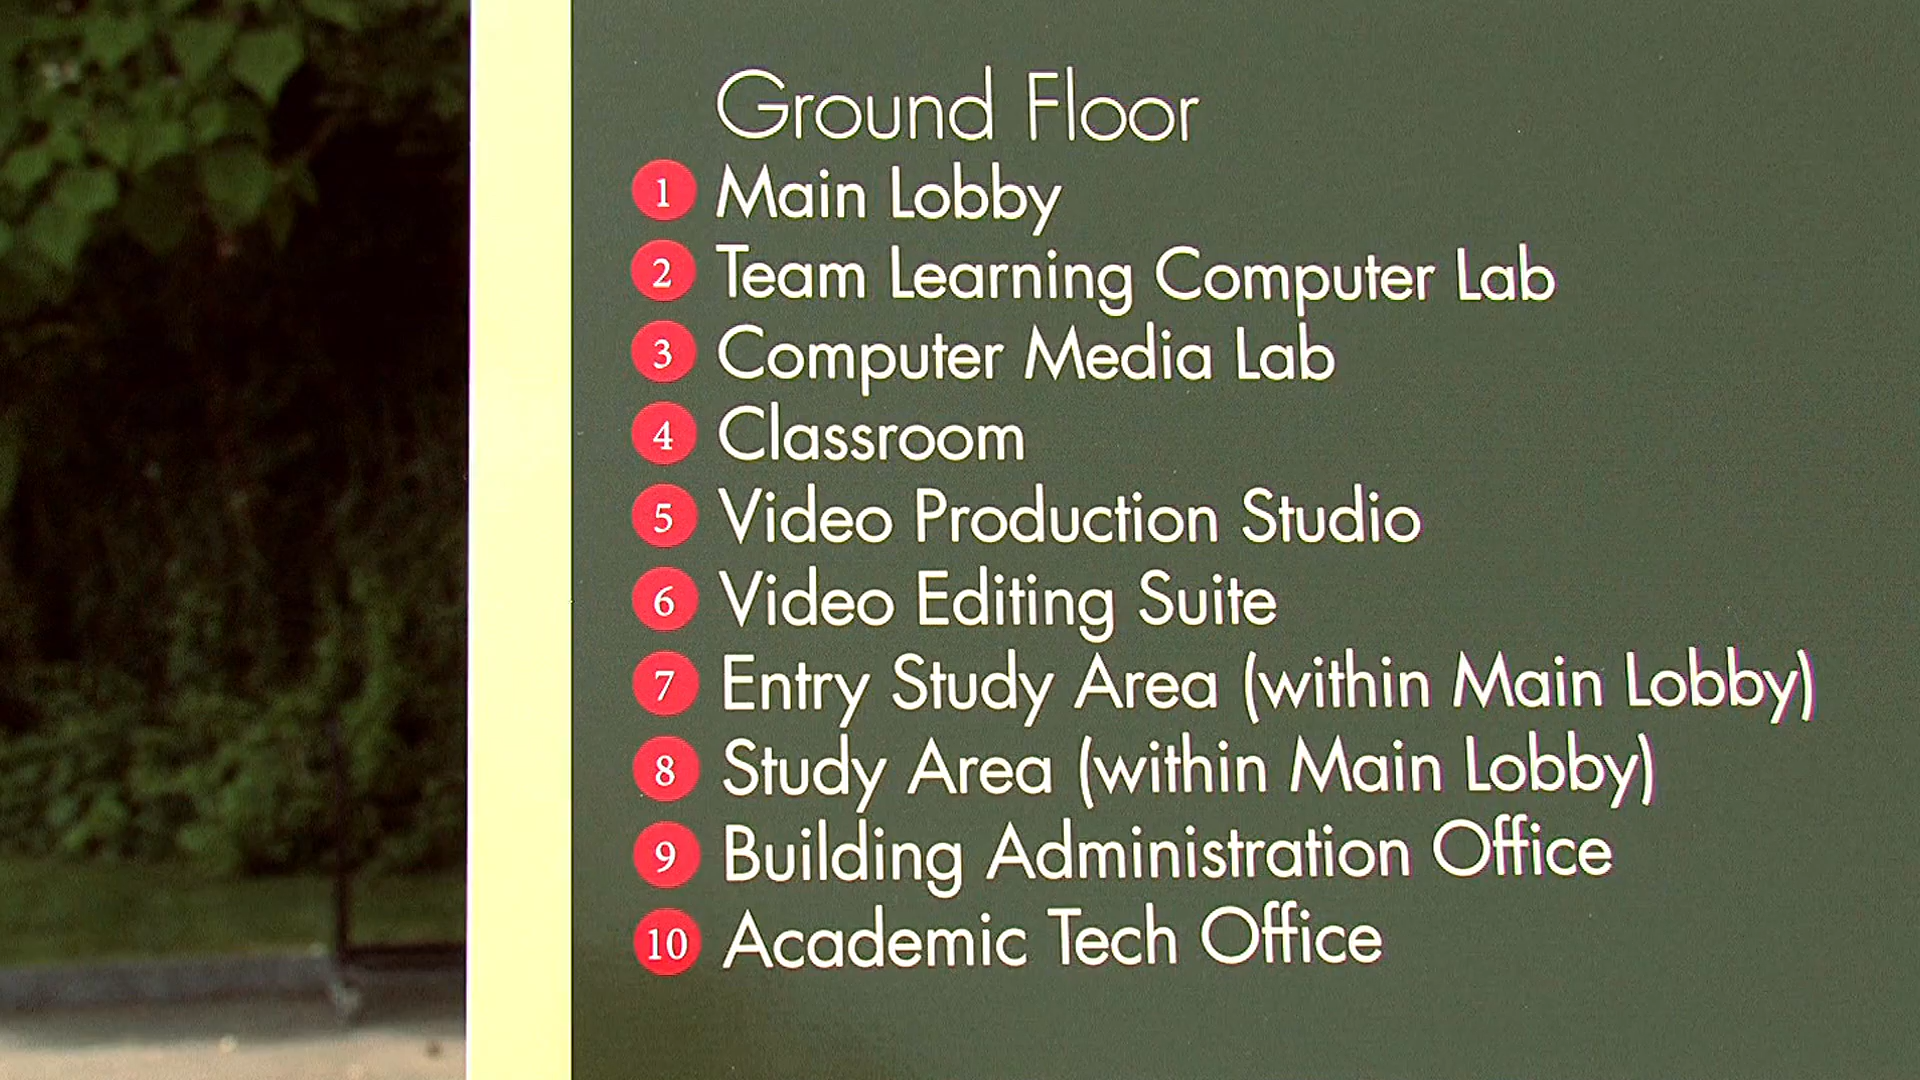 Ground Floor
1 Main Lobby
2 Team Learning Computer Lab
3 Computer Media Lab
4 Classroom
5 Video Production Studio
6 Video Editing Suite
7 Entry Study Area (within Main Lobby)
8 Study Area (within Main Lobby)
9 Building Administration Office
10 Academic Tech Office